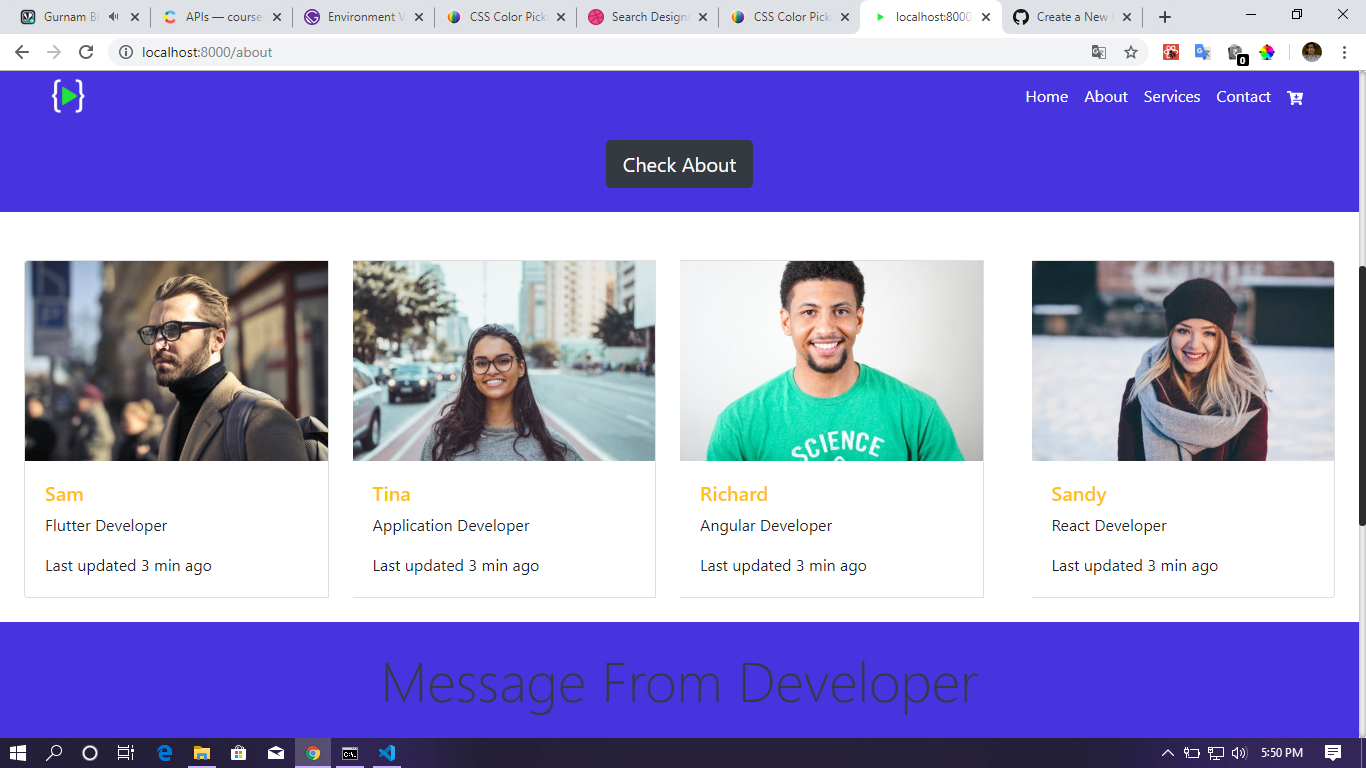 Gurnam B
APIs — course
Environment V
CSS Color Pick
Search Design
CSS Color Pick
localhost:8000
Create a New
localhost:8000/about
0
Home About Services Contact
Check About
SCIENCE
Sam
Flutter Developer
Last updated 3 min ago
Tina
Application Developer
Last updated 3 min ago
Richard
Angular Developer
Last updated 3 min ago
Sandy
React Developer
Last updated 3 min ago
Message From Developer
5:50 PM